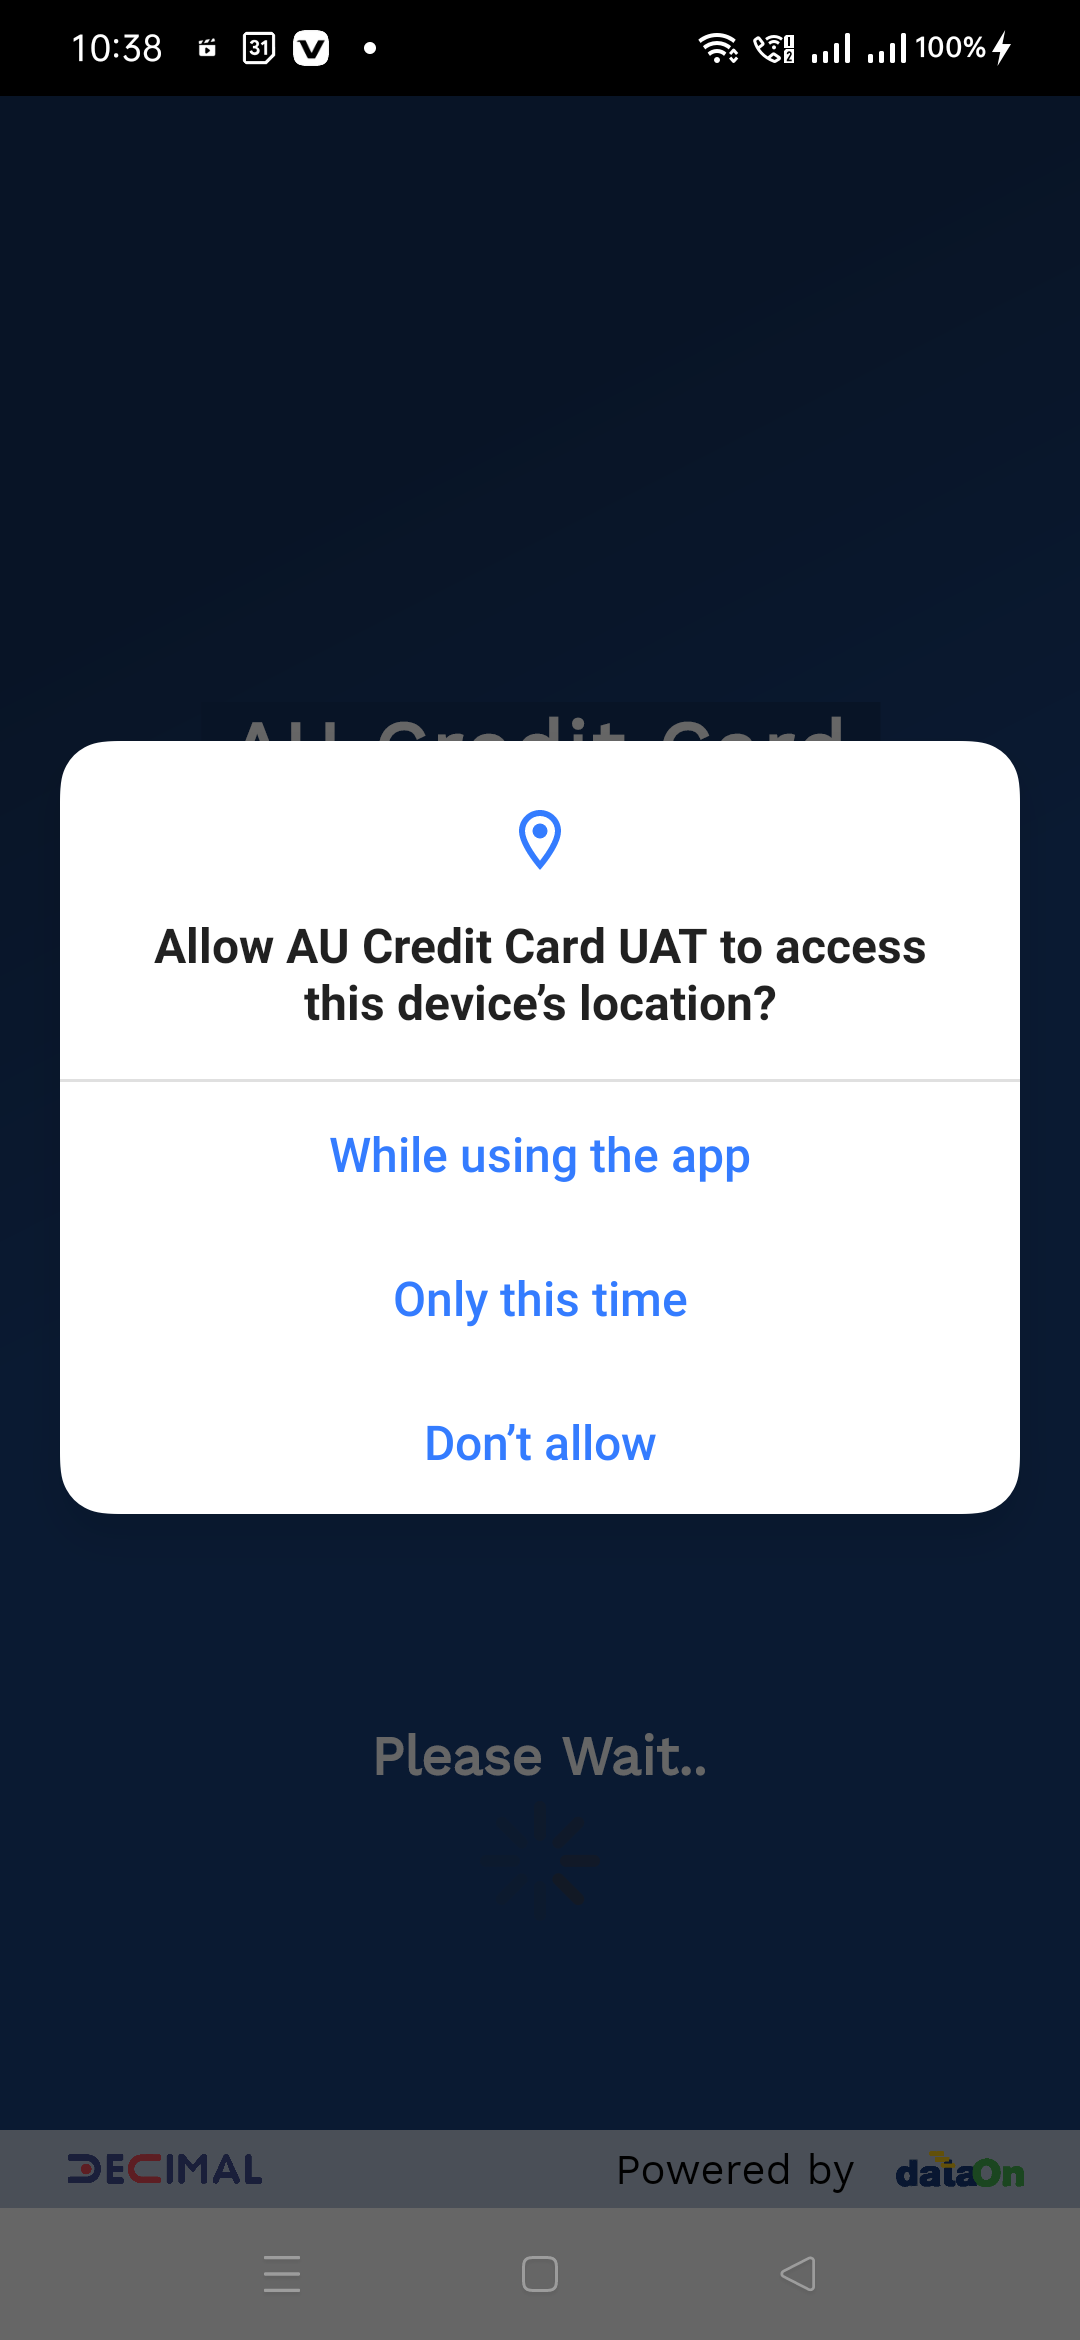 10:38 31 100%
AU Credit Card
Allow AU Credit Card UAT to access
this device’s location?
While using the app
Only this time
Don’t allow
Please Wait..
DECIMAL Powered by dataOn